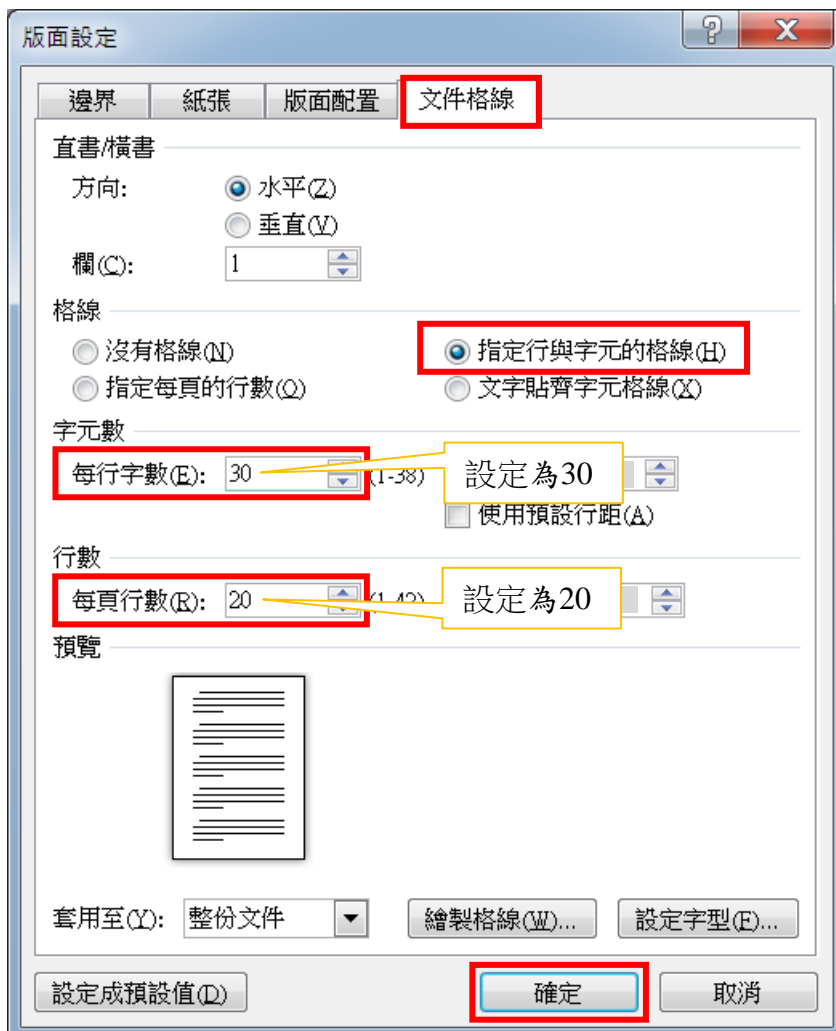 版面設定
邊界 紙張 版面配置 文件格線
直書/橫書
方向: 水平(Z)
垂直(V)
欄(C): 1
格線
沒有格線(N) 指定行與字元的格線(H)
指定每頁的行數(O) 文字貼齊字元格線(X)
字元數
每行字數(E): 30 (1-38) 設定為30
使用預設行距(A)
行數
每頁行數(R): 20 設定為20
預覽
套用至(Y): 整份文件 繪製格線(W)... 設定字型(F)...
設定成預設值(D) 確定 取消